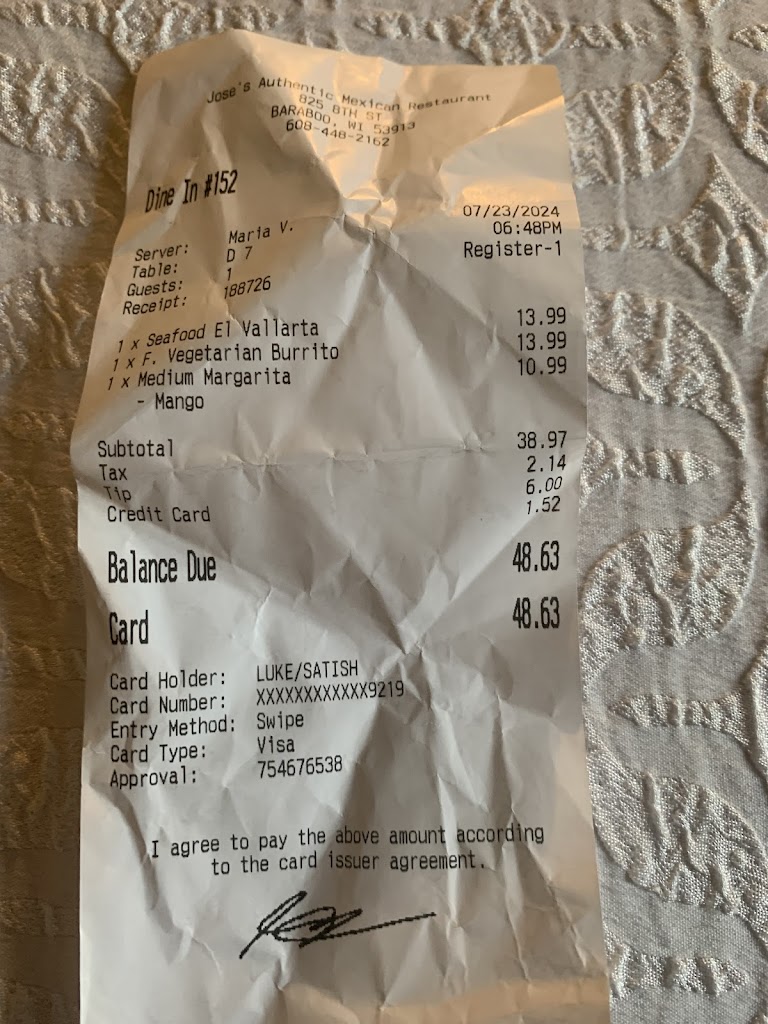 Jose's Authentic Mexican Restaurant
825 8TH ST
BARABOO, WI 53913
608-448-2162
Dine In #152
07/23/2024
06:48PM
Server: Maria V. Register-1
Table: D 7
Guests: 1
Receipt: 188726
1 x Seafood El Vallarta 13.99
1 x F. Vegetarian Burrito 13.99
1 x Medium Margarita 10.99
- Mango
Subtotal 38.97
Tax 2.14
Tip 6.00
Credit Card 1.52
Balance Due 48.63
Card 48.63
Card Holder: LUKE/SATISH
Card Number: XXXXXXXXXXXX9219
Entry Method: Swipe
Card Type: Visa
Approval: 754676538
I agree to pay the above amount according
to the card issuer agreement.